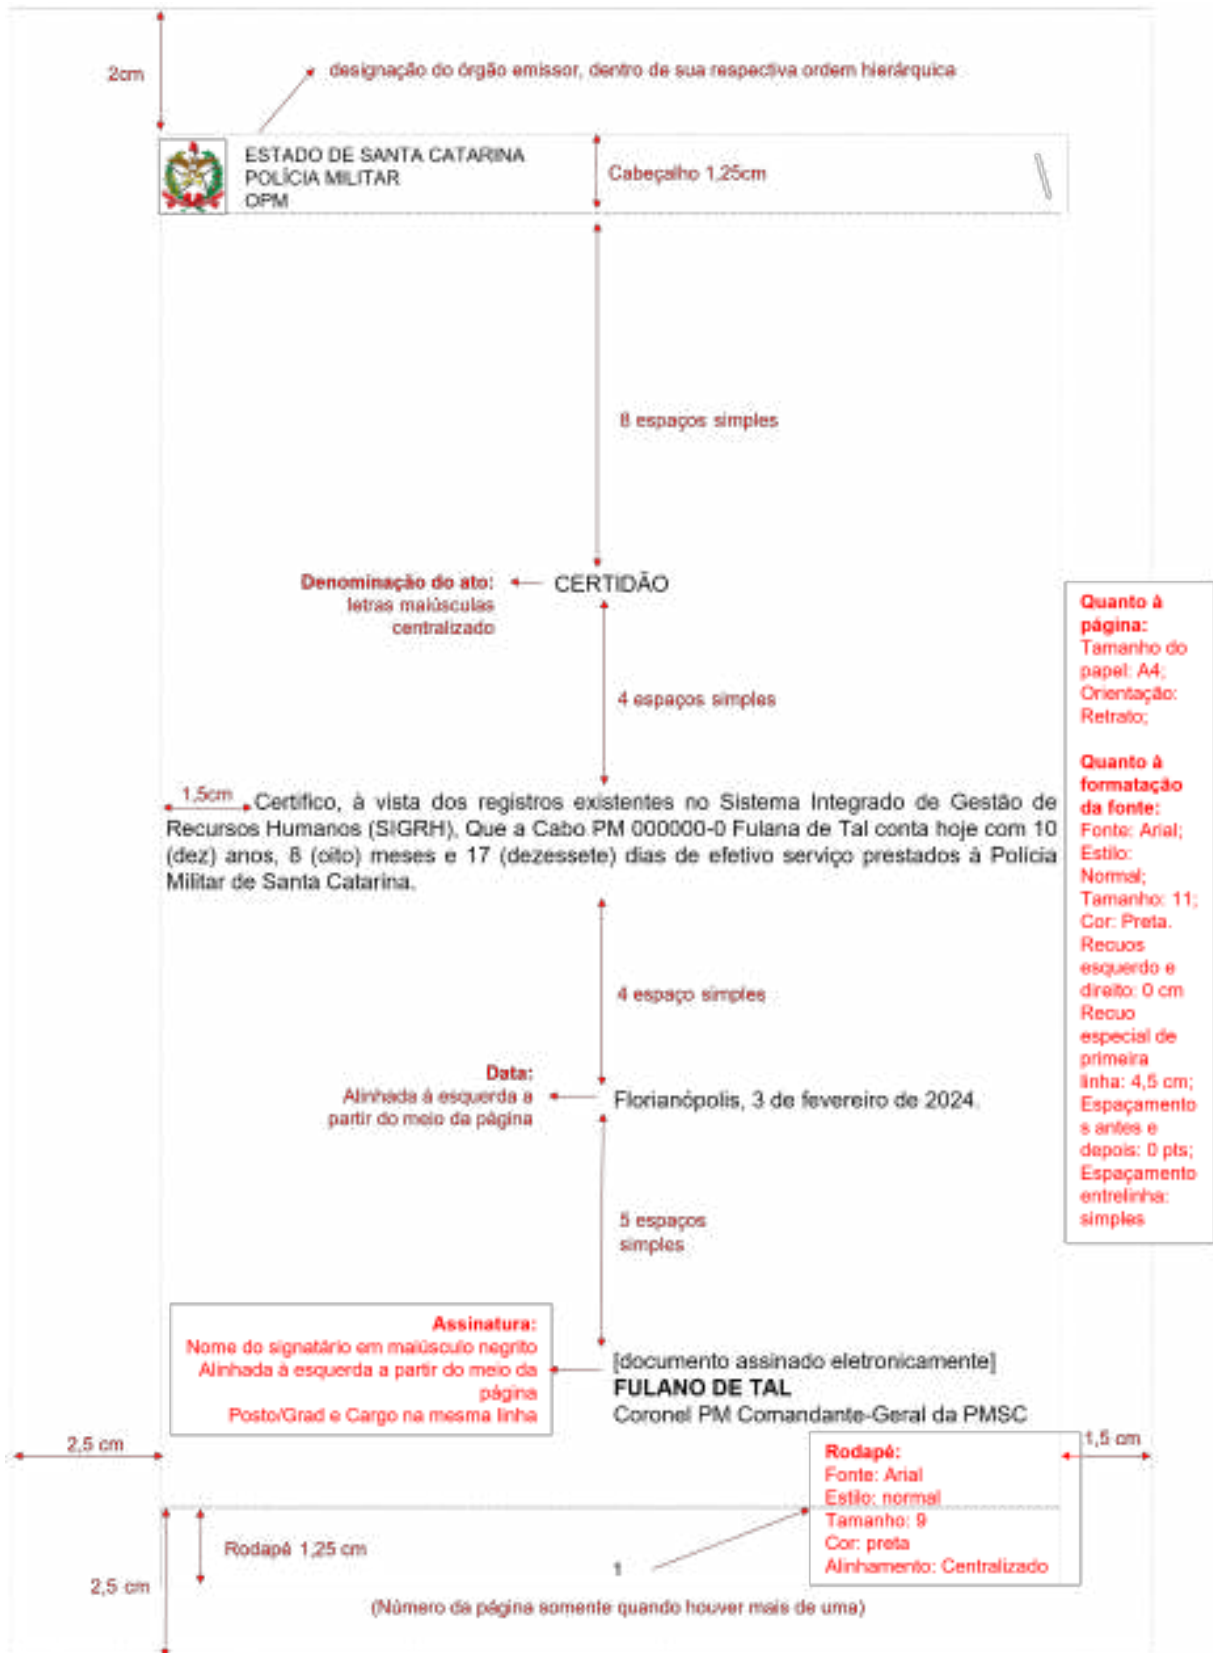 2cm
designação do órgão emissor, dentro de sua respectiva ordem hierárquica
ESTADO DE SANTA CATARINA
POLÍCIA MILITAR
OPM
Cabeçalho 1,25cm
8 espaços simples
Denominação do ato:
letras maiúsculas
centralizado
CERTIDÃO
4 espaços simples
1,5cm
Certifico, à vista dos registros existentes no Sistema Integrado de Gestão de
Recursos Humanos (SIGRH), Que a Cabo PM 000000-0 Fulana de Tal conta hoje com 10
(dez) anos, 8 (oito) meses e 17 (dezessete) dias de efetivo serviço prestados à Polícia
Militar de Santa Catarina.
Quanto à
página:
Tamanho do
papel: A4;
Orientação:
Retrato;
Quanto à
formatação
da fonte:
Fonte: Arial;
Estilo:
Normal;
Tamanho: 11;
Cor: Preta.
Recuos
esquerdo e
direito: 0 cm
Recuo
especial de
primeira
linha: 4,5 cm;
Espaçamento
s antes e
depois: 0 pts;
Espaçamento
entrelinha:
simples
4 espaço simples
Data:
Alinhada à esquerda a
partir do meio da página
Florianópolis, 3 de fevereiro de 2024.
5 espaços
simples
Assinatura:
Nome do signatário em maiúsculo negrito
Alinhada à esquerda a partir do meio da
página
Posto/Grad e Cargo na mesma linha
[documento assinado eletronicamente]
FULANO DE TAL
Coronel PM Comandante-Geral da PMSC
2,5 cm
1,5 cm
Rodapé:
Fonte: Arial
Estilo: normal
Tamanho: 9
Cor: preta
Alinhamento: Centralizado
Rodapé 1,25 cm
1
2,5 cm
(Número da página somente quando houver mais de uma)